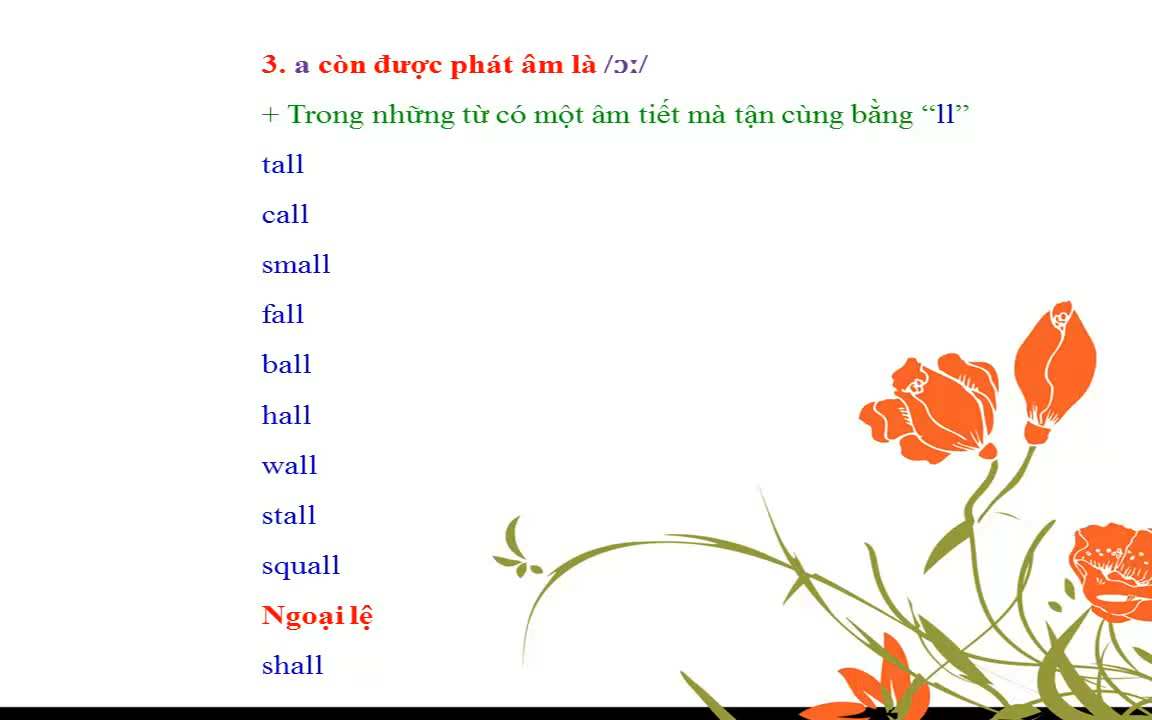 3. a còn được phát âm là /ɔː/
+ Trong những từ có một âm tiết mà tận cùng bằng “ll”
tall
call
small
fall
ball
hall
wall
stall
squall
Ngoại lệ
shall